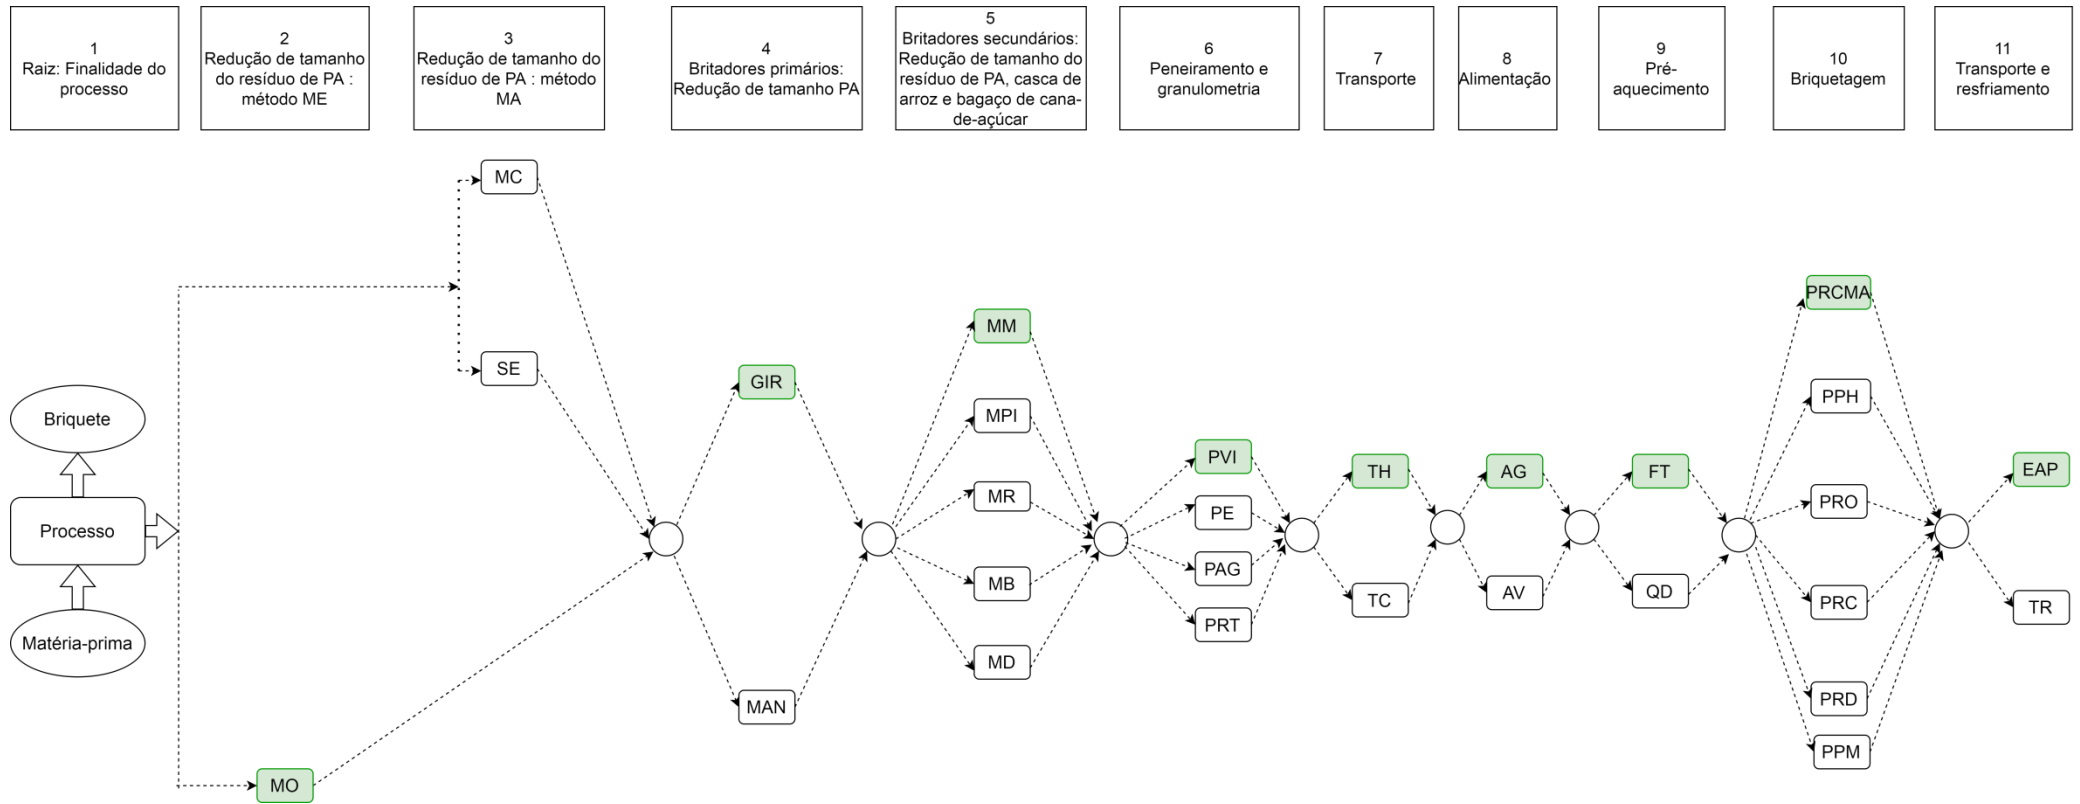 1
Raiz: Finalidade do
processo
2
Redução de tamanho
do resíduo de PA :
método ME
3
Redução de tamanho do
resíduo de PA : método
MA
4
Britadores primários:
Redução de tamanho PA
5
Britadores secundários:
Redução de tamanho do
resíduo de PA, casca de
arroz e bagaço de cana-
de-açúcar
6
Peneiramento e
granulometria
7
Transporte
8
Alimentação
9
Pré-
aquecimento
10
Briquetagem
11
Transporte e
resfriamento
Briquete
Processo
Matéria-prima
MO
MC
SE
GIR
MAN
MM
MPI
MR
MB
MD
PVI
PE
PAG
PRT
TH
TC
AG
AV
FT
QD
PRCMA
PPH
PRO
PRC
PRD
PPM
EAP
TR